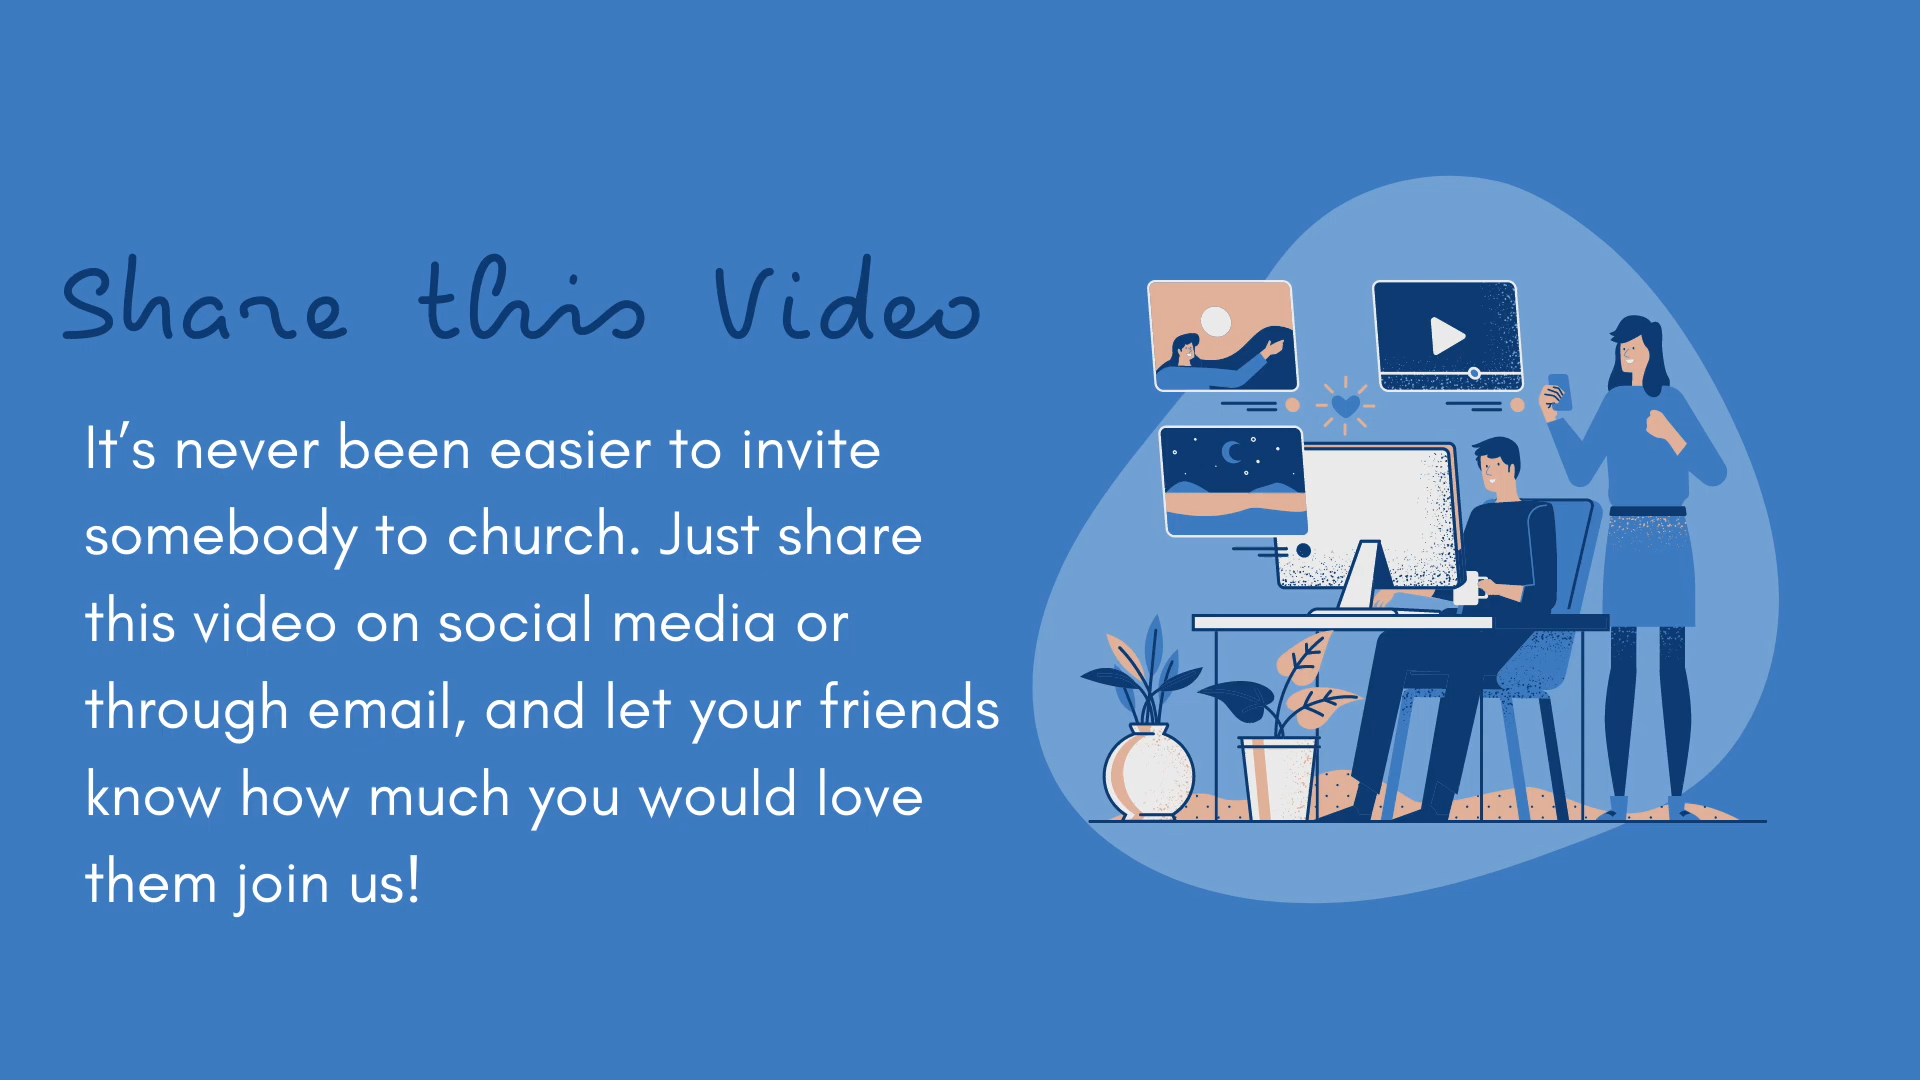 Share this Video
It's never been easier to invite
somebody to church. Just share
this video on social media or
through email, and let your friends
know how much you would love
them join us!